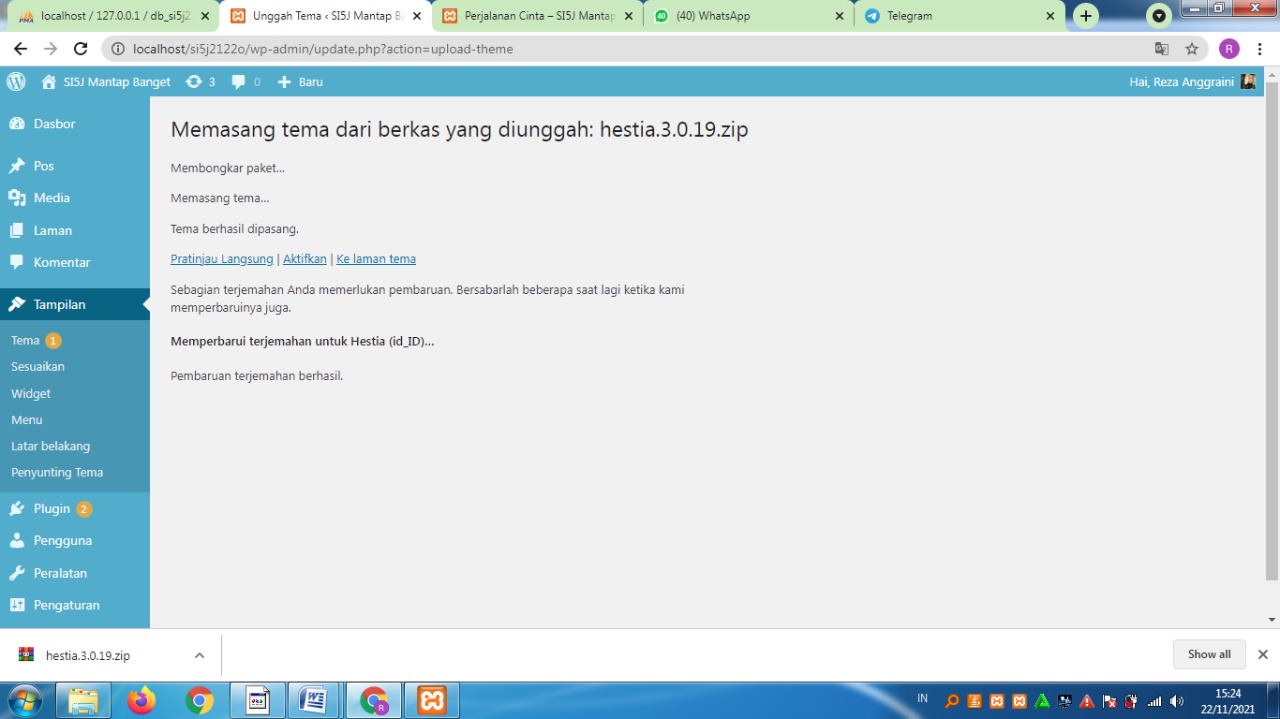 localhost / 127.0.0.1 / db_si5j2
Unggah Tema ‹ SI5J Mantap Ba
Perjalanan Cinta – SI5J Mantap
(40) WhatsApp
Telegram
localhost/si5j2122o/wp-admin/update.php?action=upload-theme
R
SI5J Mantap Banget
3
0
Baru
Hai, Reza Anggraini
Dasbor
Pos
Media
Laman
Komentar
Tampilan
Tema 1
Sesuaikan
Widget
Menu
Latar belakang
Penyunting Tema
Plugin 2
Pengguna
Peralatan
Pengaturan
Memasang tema dari berkas yang diunggah: hestia.3.0.19.zip
Membongkar paket…
Memasang tema…
Tema berhasil dipasang.
Pratinjau Langsung | Aktifkan | Ke laman tema
Sebagian terjemahan Anda memerlukan pembaruan. Bersabarlah beberapa saat lagi ketika kami
memperbaruinya juga.
Memperbarui terjemahan untuk Hestia (id_ID)…
Pembaruan terjemahan berhasil.
hestia.3.0.19.zip
Show all
IN
15:24
22/11/2021